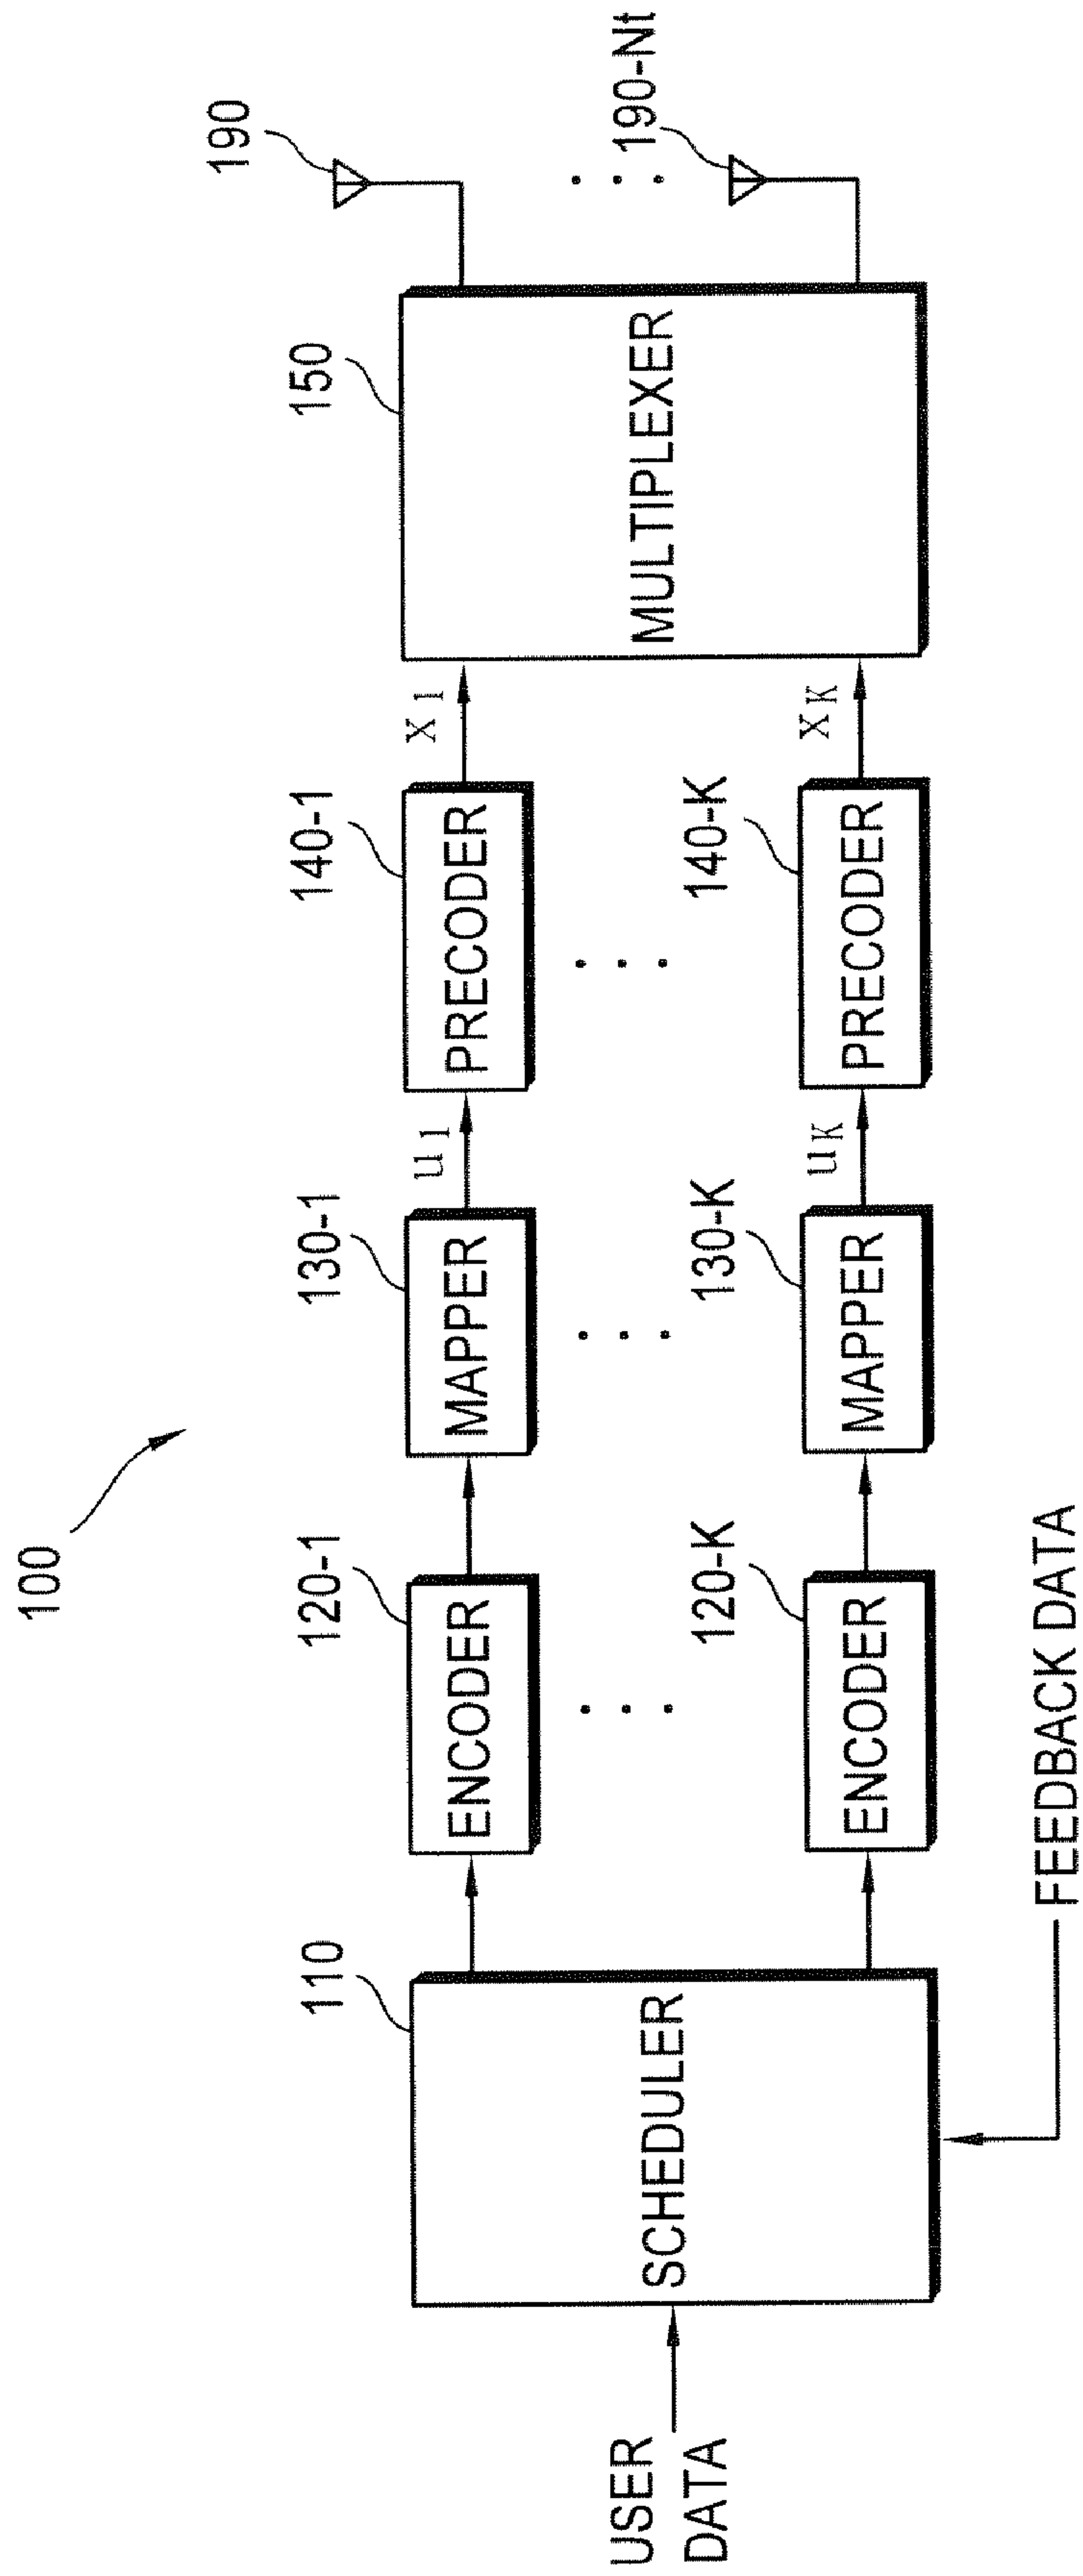 100
USER
DATA
SCHEDULER
110
FEEDBACK DATA
ENCODER
120-1
MAPPER
130-1
u1
PRECODER
140-1
x1
ENCODER
120-K
MAPPER
130-K
uK
PRECODER
140-K
xK
MULTIPLEXER
150
190
190-Nt